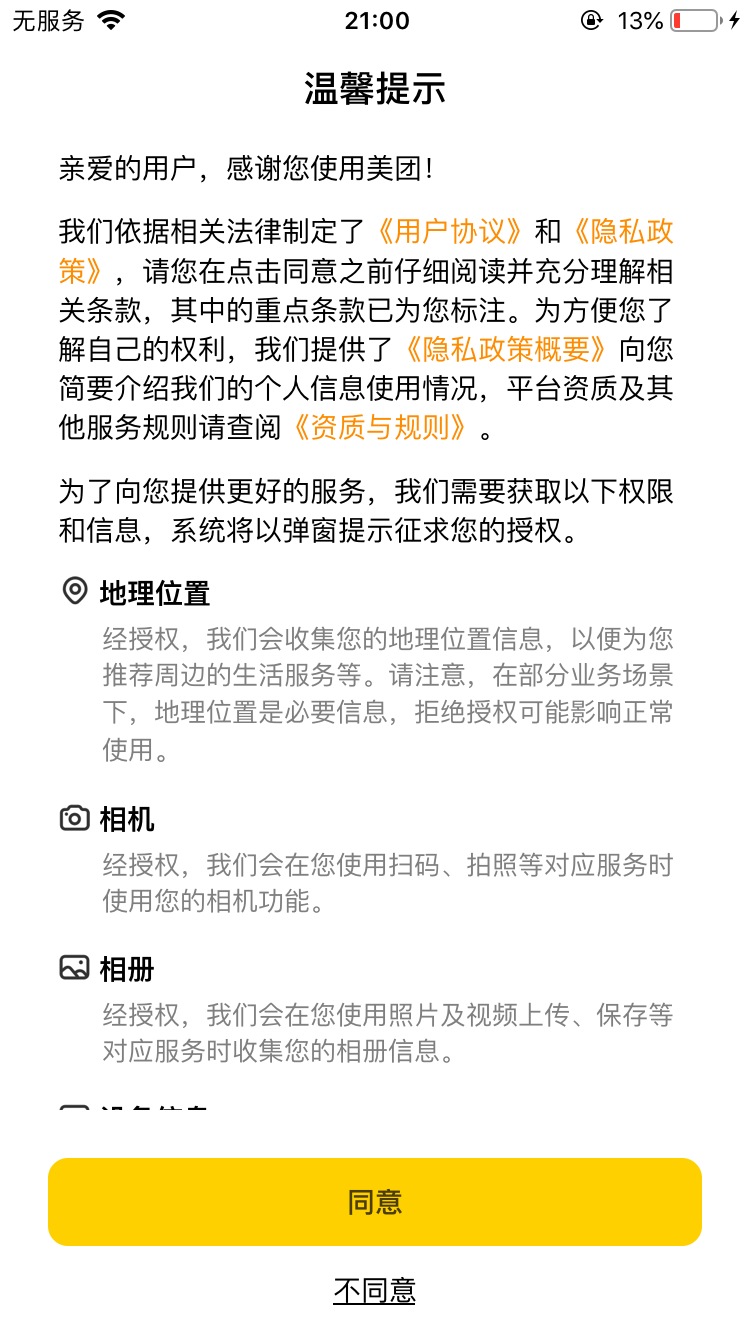 无服务
21:00
13%
温馨提示
亲爱的用户，感谢您使用美团！
我们依据相关法律制定了《用户协议》和《隐私政
策》，请您在点击同意之前仔细阅读并充分理解相
关条款，其中的重点条款已为您标注。为方便您了
解自己的权利，我们提供了《隐私政策概要》向您
简要介绍我们的个人信息使用情况，平台资质及其
他服务规则请查阅《资质与规则》。
为了向您提供更好的服务，我们需要获取以下权限
和信息，系统将以弹窗提示征求您的授权。
地理位置
经授权，我们会收集您的地理位置信息，以便为您
推荐周边的生活服务等。请注意，在部分业务场景
下，地理位置是必要信息，拒绝授权可能影响正常
使用。
相机
经授权，我们会在您使用扫码、拍照等对应服务时
使用您的相机功能。
相册
经授权，我们会在您使用照片及视频上传、保存等
对应服务时收集您的相册信息。
同意
不同意